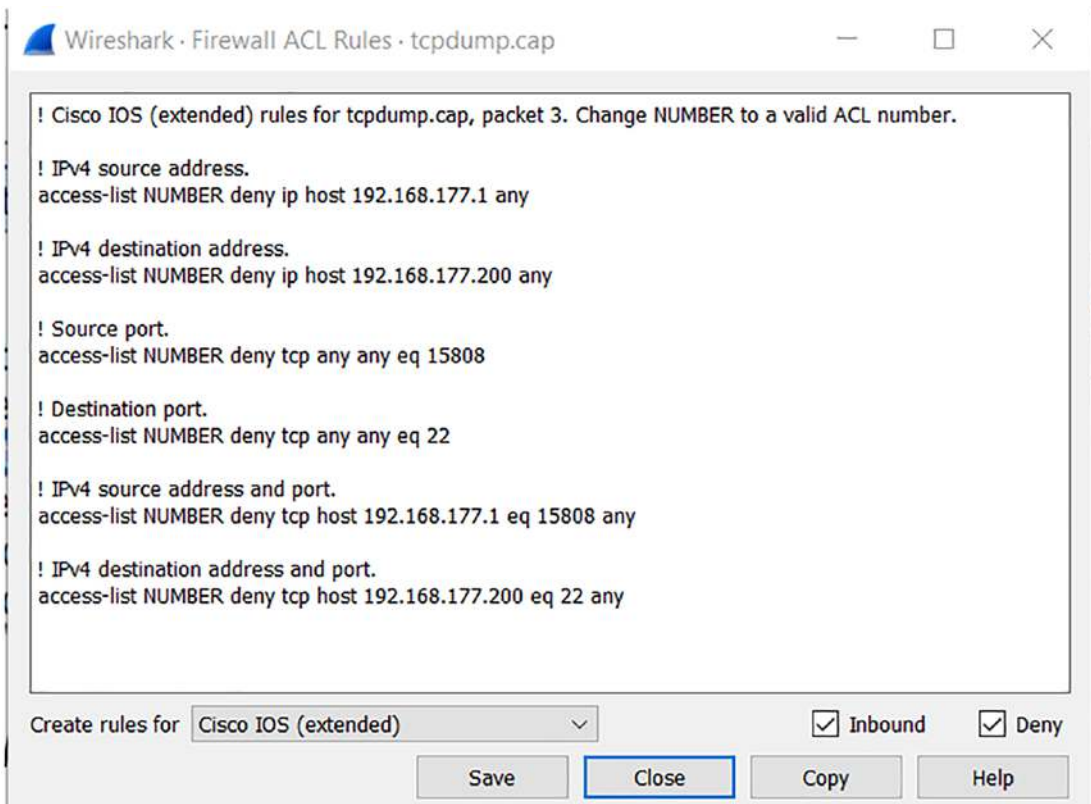 Wireshark · Firewall ACL Rules · tcpdump.cap
! Cisco IOS (extended) rules for tcpdump.cap, packet 3. Change NUMBER to a valid ACL number.
! IPv4 source address.
access-list NUMBER deny ip host 192.168.177.1 any
! IPv4 destination address.
access-list NUMBER deny ip host 192.168.177.200 any
! Source port.
access-list NUMBER deny tcp any any eq 15808
! Destination port.
access-list NUMBER deny tcp any any eq 22
! IPv4 source address and port.
access-list NUMBER deny tcp host 192.168.177.1 eq 15808 any
! IPv4 destination address and port.
access-list NUMBER deny tcp host 192.168.177.200 eq 22 any
Create rules for Cisco IOS (extended) Inbound Deny
Save Close Copy Help